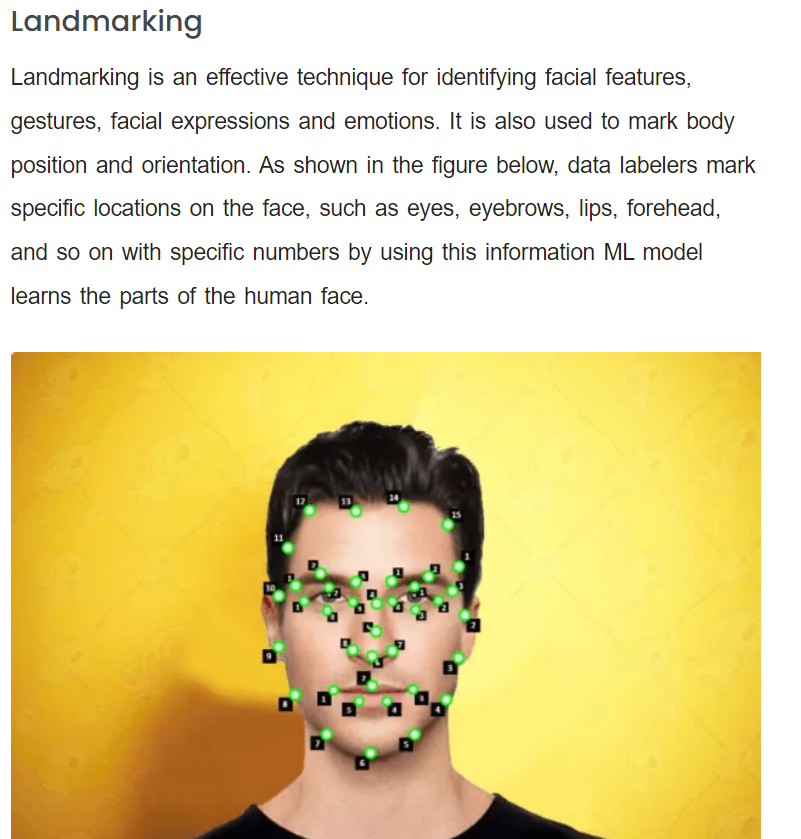 Landmarking
Landmarking is an effective technique for identifying facial features,
gestures, facial expressions and emotions. It is also used to mark body
position and orientation. As shown in the figure below, data labelers mark
specific locations on the face, such as eyes, eyebrows, lips, forehead,
and so on with specific numbers by using this information ML model
learns the parts of the human face.
12 13 14
15
11
1
10
2
9
3
8
4
7 5
6